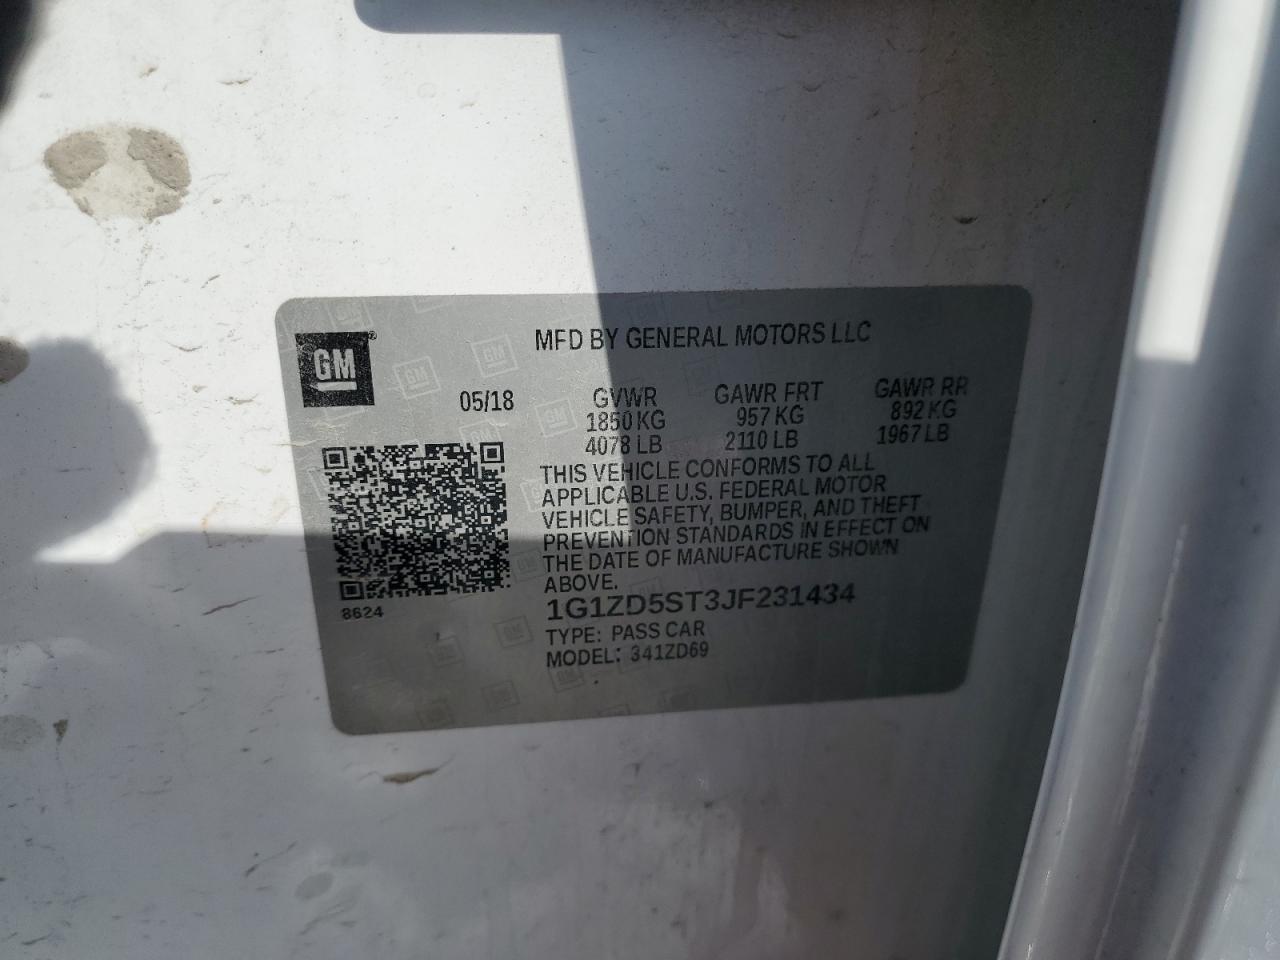 MFD BY GENERAL MOTORS LLC
GM®
05/18 GVWR GAWR FRT GAWR RR
1850 KG 957 KG 892 KG
4078 LB 2110 LB 1967 LB
THIS VEHICLE CONFORMS TO ALL
APPLICABLE U.S. FEDERAL MOTOR
VEHICLE SAFETY, BUMPER, AND THEFT
PREVENTION STANDARDS IN EFFECT ON
THE DATE OF MANUFACTURE SHOWN
ABOVE.
8624
1G1ZD5ST3JF231434
TYPE: PASS CAR
MODEL: 341ZD69